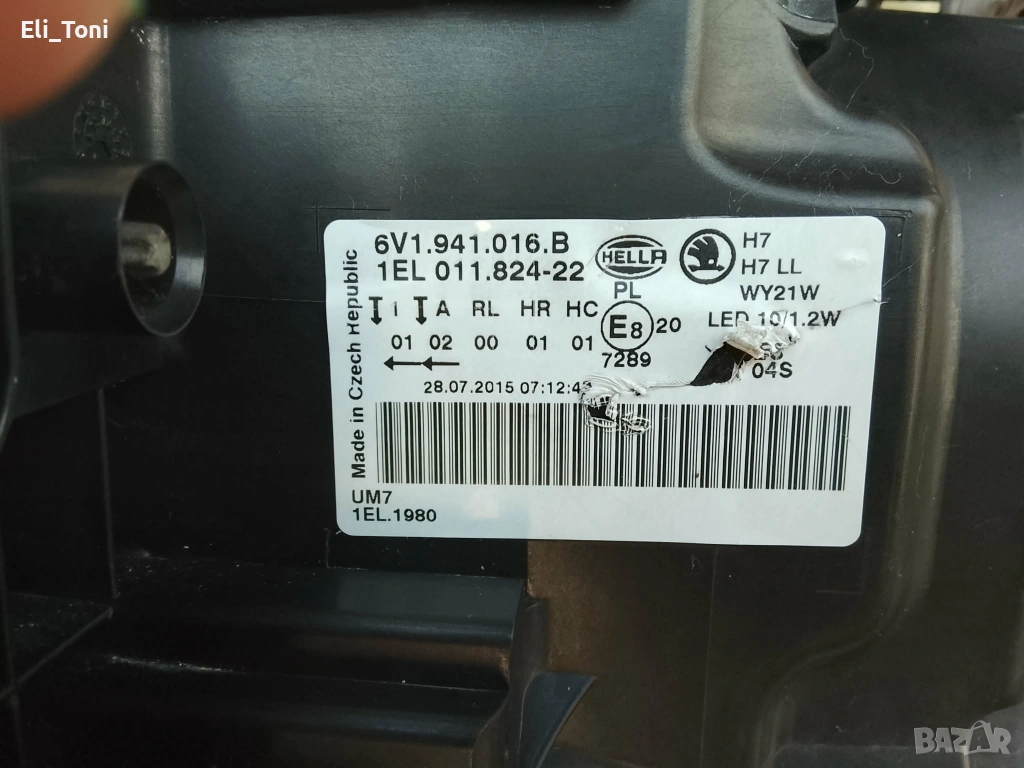 Eli_Toni
6V1.941.016.B
1EL 011.824-22
HELLA
PL
H7
H7 LL
WY21W
LED 10/1.2W
04S
I A RL HR HC
01 02 00 01 01
E8 20
7289
28.07.2015 07:12:4
Made in Czech Republic
UM7
1EL.1980
BAZAR